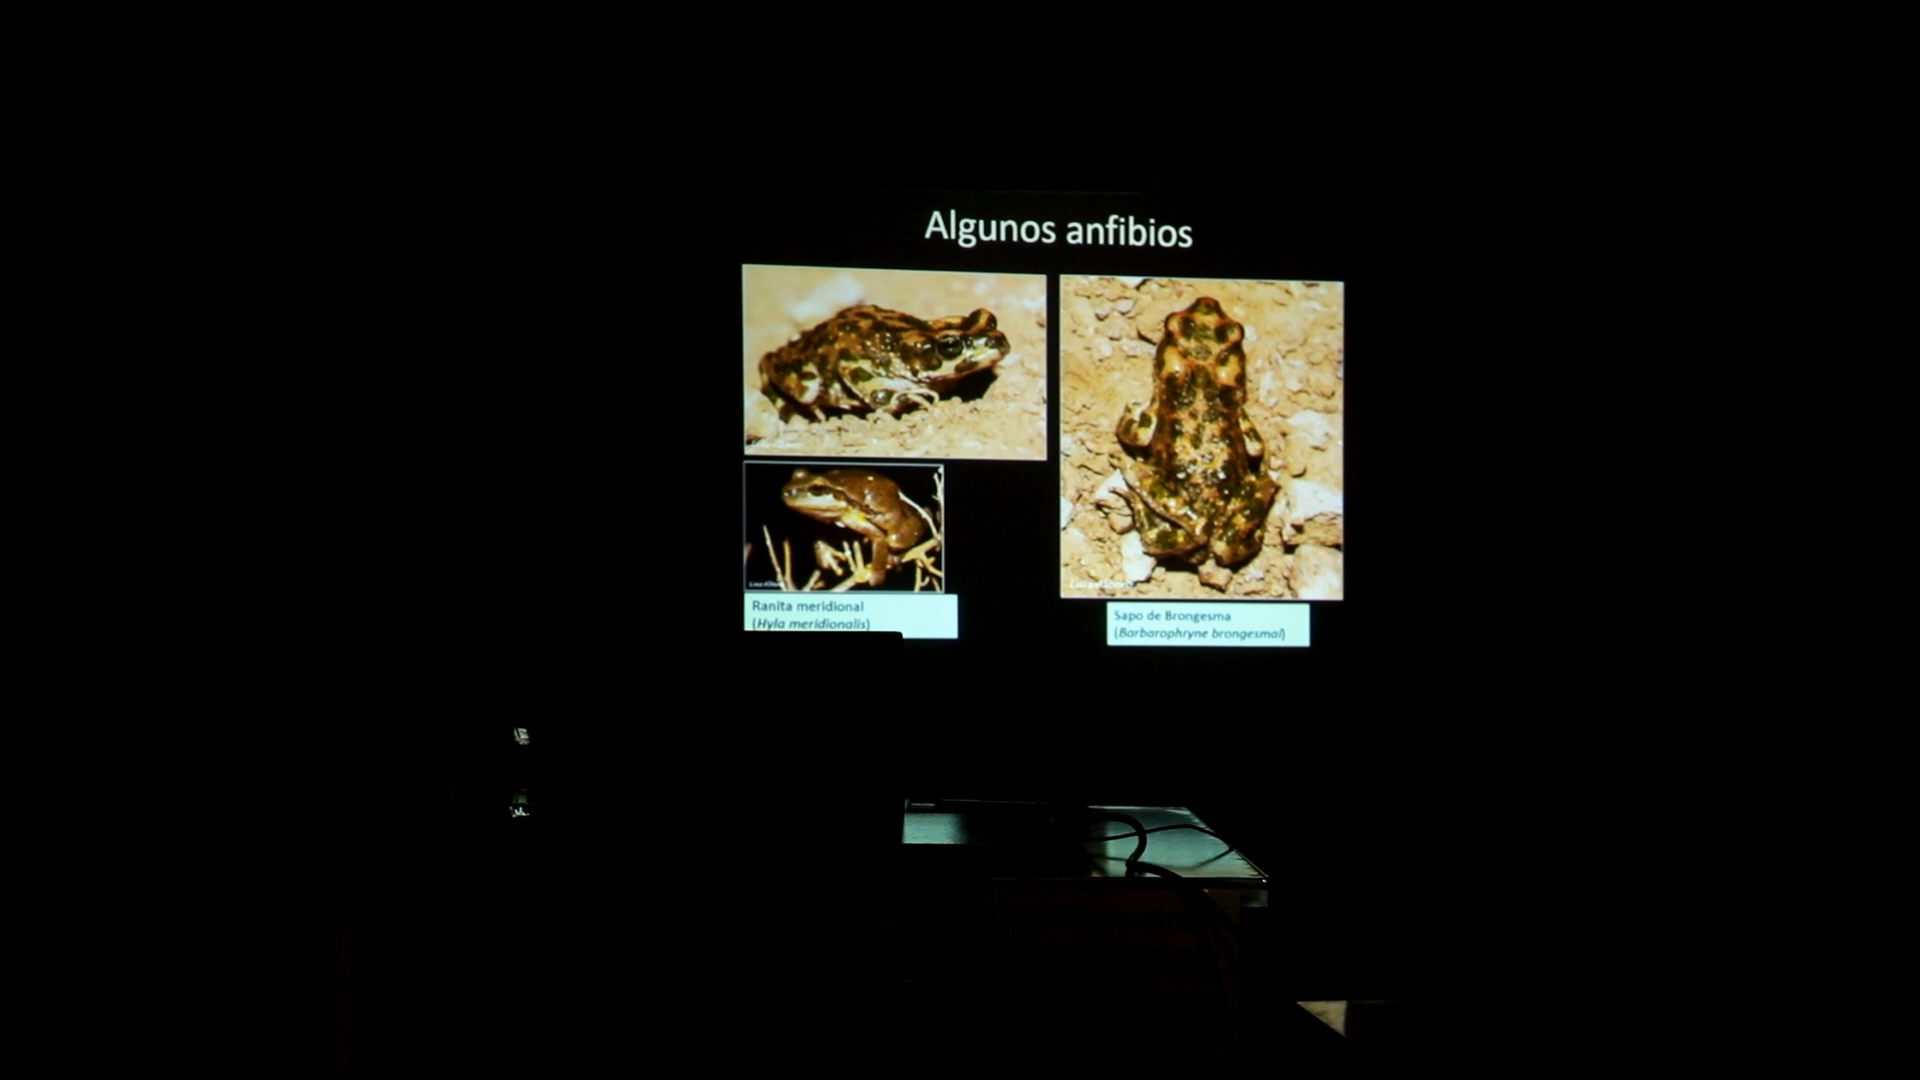 Algunos anfibios
Ranita meridional
(Hyla meridionalis)
Sapo de Brongesma
(Barbarophryne brongesmai)